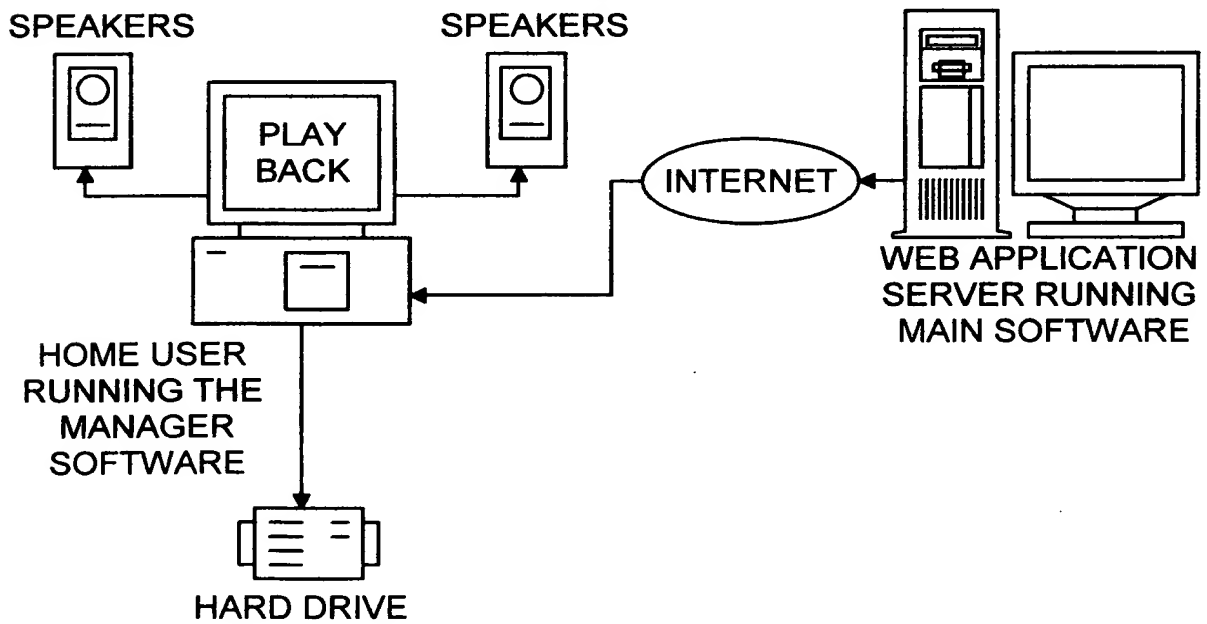 SPEAKERS
SPEAKERS
PLAY
BACK
INTERNET
WEB APPLICATION
SERVER RUNNING
MAIN SOFTWARE
HOME USER
RUNNING THE
MANAGER
SOFTWARE
HARD DRIVE